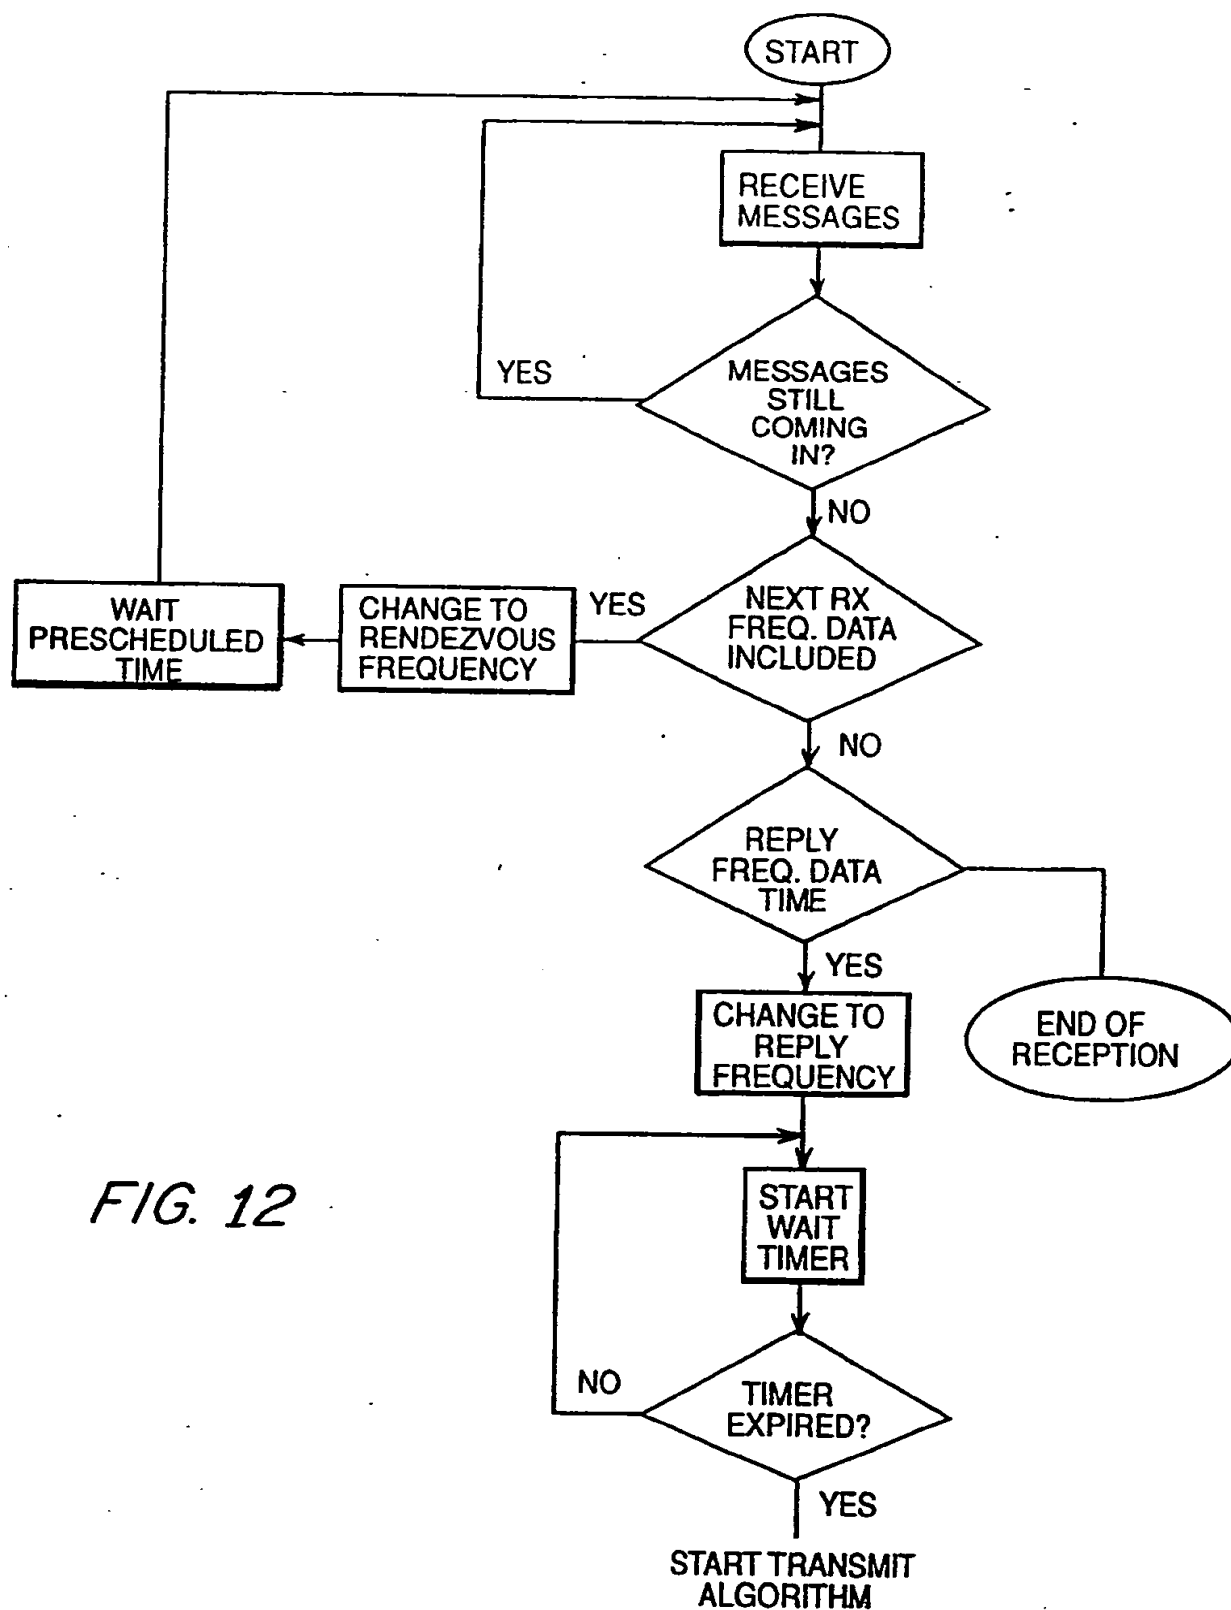 START
RECEIVE
MESSAGES
MESSAGES
STILL
COMING
IN?
YES
NO
NEXT RX
FREQ. DATA
INCLUDED
YES
CHANGE TO
RENDEZVOUS
FREQUENCY
WAIT
PRESCHEDULED
TIME
NO
REPLY
FREQ. DATA
TIME
YES
END OF
RECEPTION
CHANGE TO
REPLY
FREQUENCY
START
WAIT
TIMER
FIG. 12
TIMER
EXPIRED?
NO
YES
START TRANSMIT
ALGORITHM